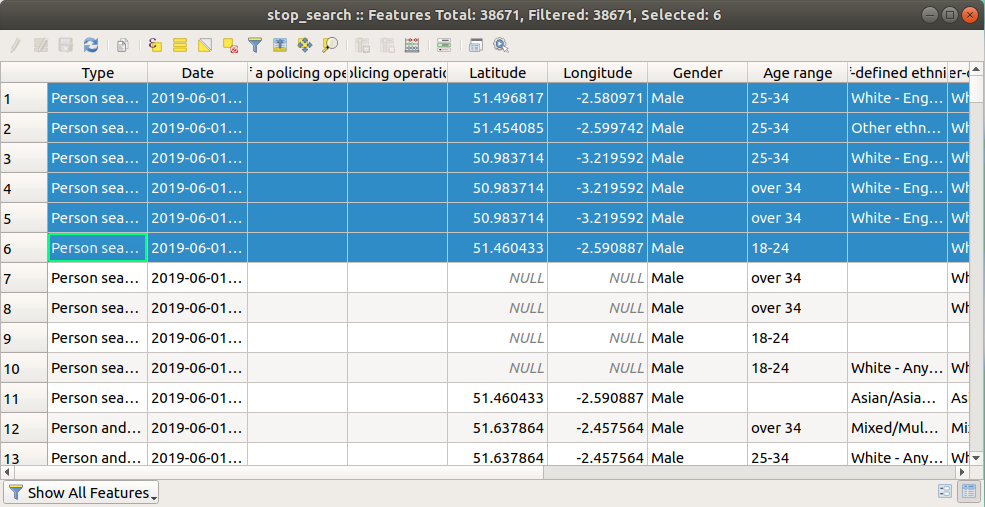 stop_search :: Features Total: 38671, Filtered: 38671, Selected: 6
Type Date a policing ope licing operatio Latitude Longitude Gender Age range -defined ethni er-
1 Person sea… 2019-06-01… 51.496817 -2.580971 Male 25-34 White - Eng… Wh
2 Person sea… 2019-06-01… 51.454085 -2.599742 Male 25-34 Other ethn… Wh
3 Person sea… 2019-06-01… 50.983714 -3.219592 Male 25-34 White - Eng… Wh
4 Person sea… 2019-06-01… 50.983714 -3.219592 Male over 34 White - Eng… Wh
5 Person sea… 2019-06-01… 50.983714 -3.219592 Male over 34 White - Eng… Wh
6 Person sea… 2019-06-01… 51.460433 -2.590887 Male 18-24 Wh
7 Person sea… 2019-06-01… NULL NULL Male over 34 Wh
8 Person sea… 2019-06-01… NULL NULL Male over 34 Wh
9 Person sea… 2019-06-01… NULL NULL Male 18-24
10 Person sea… 2019-06-01… NULL NULL Male 18-24 White - Any… Wh
11 Person sea… 2019-06-01… 51.460433 -2.590887 Male Asian/Asia… As
12 Person and… 2019-06-01… 51.637864 -2.457564 Male over 34 Mixed/Mul… Mi
13 Person and… 2019-06-01… 51.637864 -2.457564 Male 25-34 White - Any… Wh
Show All Features